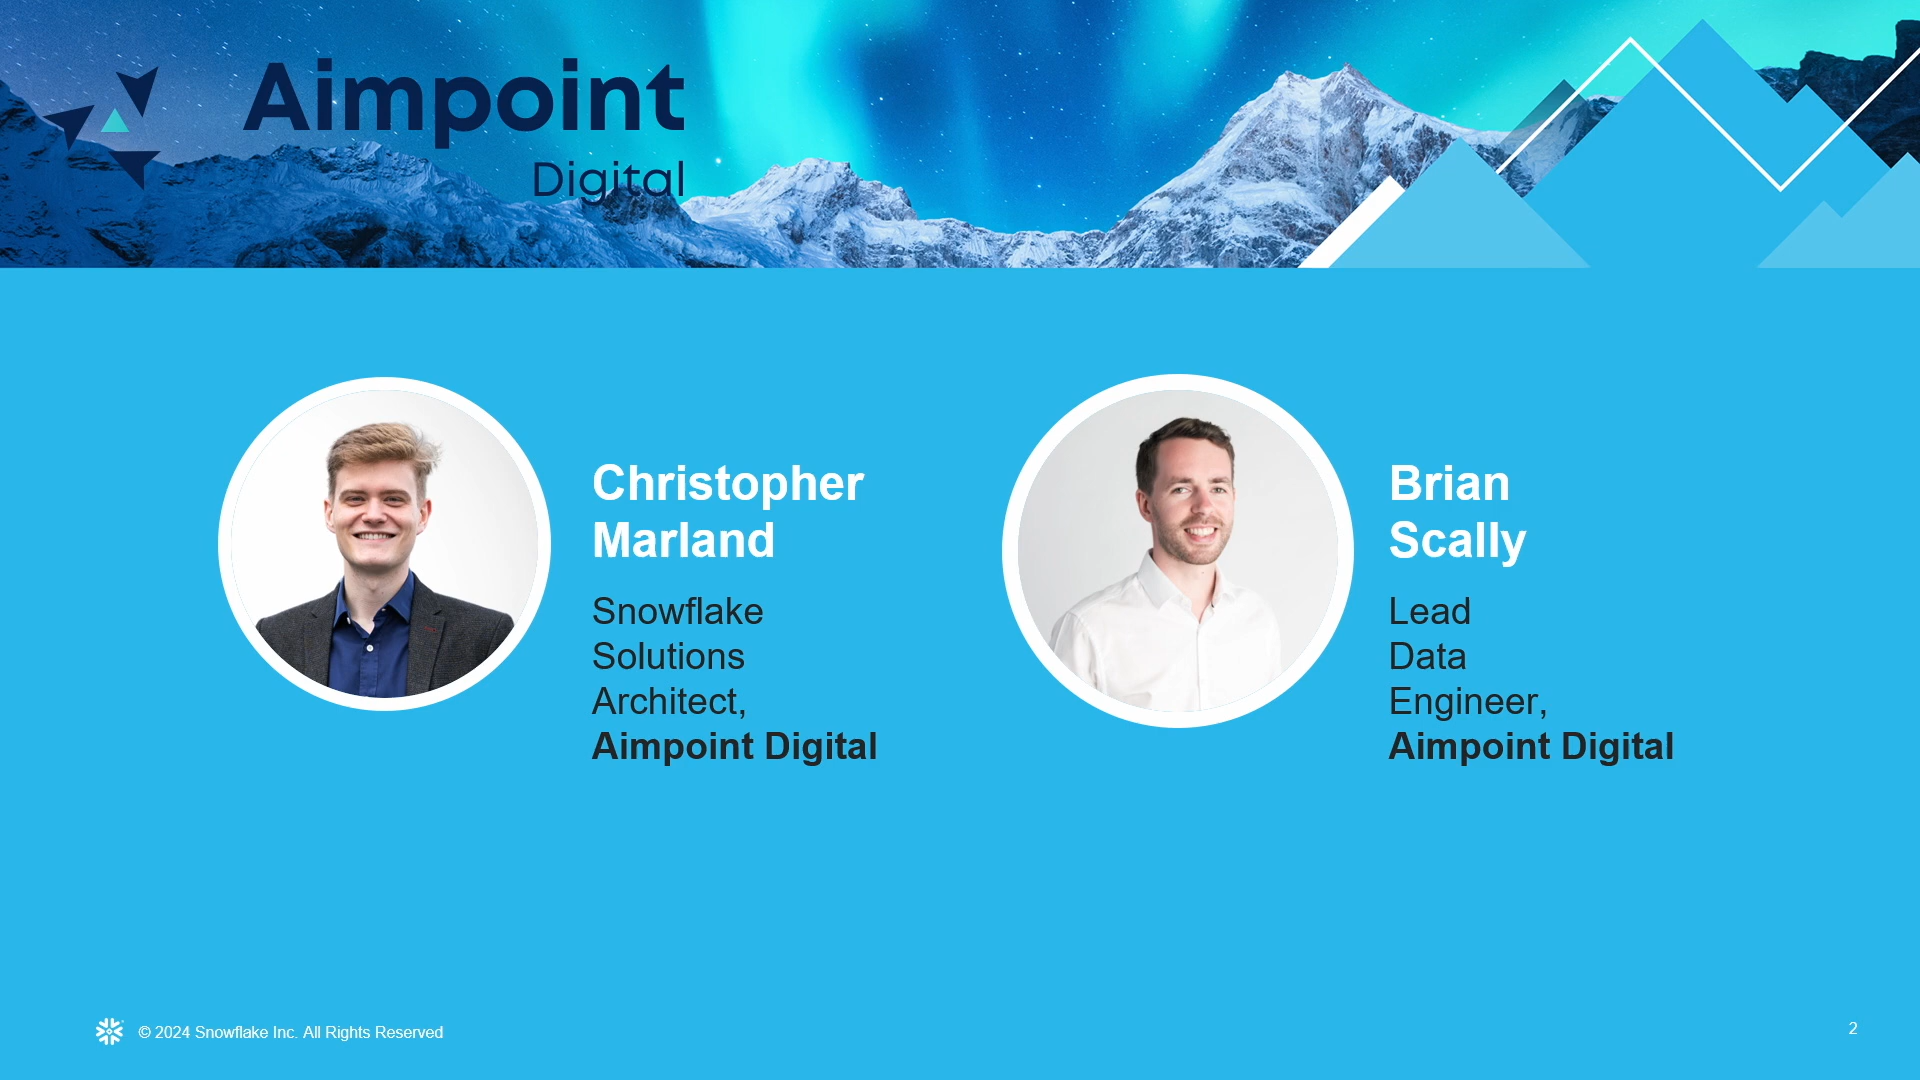 Aimpoint
Digital
Christopher
Marland
Snowflake
Solutions
Architect,
Aimpoint Digital
Brian
Scally
Lead
Data
Engineer,
Aimpoint Digital
© 2024 Snowflake Inc. All Rights Reserved
2